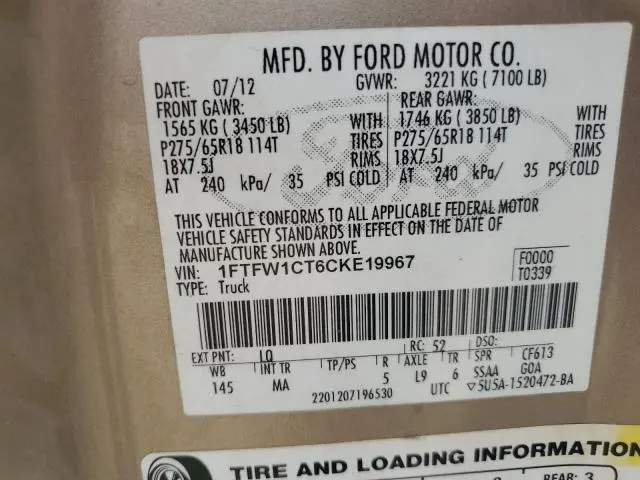 MFD. BY FORD MOTOR CO.
DATE: 07/12 GVWR: 3221 KG ( 7100 LB)
FRONT GAWR: REAR GAWR:
1565 KG ( 3450 LB) WITH 1746 KG ( 3850 LB) WITH
P275/65R18 114T TIRES P275/65R18 114T TIRES
18X7.5J RIMS 18X7.5J RIMS
AT 240 kPa/ 35 PSI COLD AT 240 kPa/ 35 PSI COLD
THIS VEHICLE CONFORMS TO ALL APPLICABLE FEDERAL MOTOR
VEHICLE SAFETY STANDARDS IN EFFECT ON THE DATE OF
MANUFACTURE SHOWN ABOVE.
VIN: 1FTFW1CT6CKE19967 F0000
TYPE: Truck T0339
EXT PNT: LQ RC: 52 DSO:
WB INT TR TP/PS R AXLE TR SPR CF613
145 MA 5 L9 6 SSAA GOA
2201207196530 UTC ▽5U5A-1520472-BA
TIRE AND LOADING INFORMATION
REAR: 3